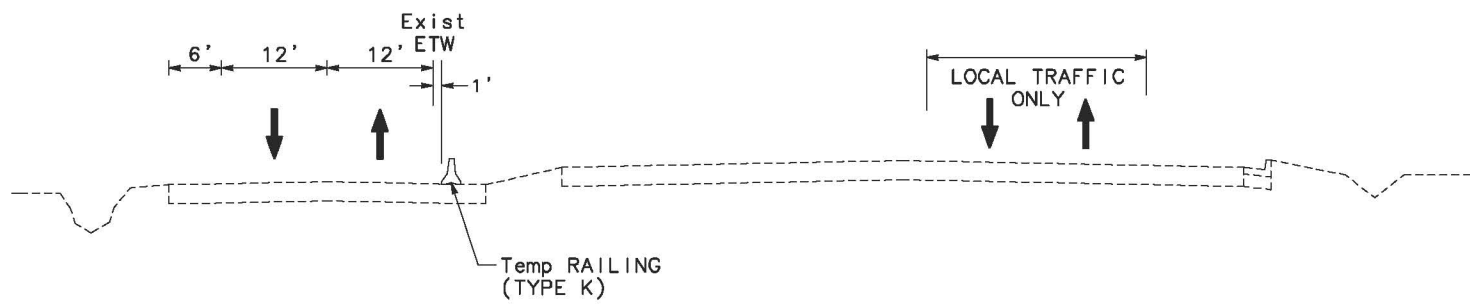 Exist
ETW
6' 12' 12'
1'
LOCAL TRAFFIC
ONLY
Temp RAILING
(TYPE K)